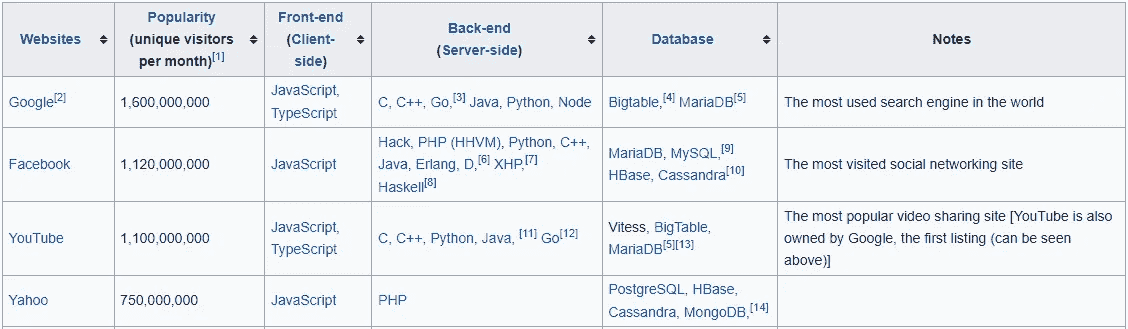 Websites
Popularity
(unique visitors
per month)[1]
Front-end
(Client-
side)
Back-end
(Server-side)
Database
Notes
Google[2]
1,600,000,000
JavaScript,
TypeScript
C, C++, Go,[3] Java, Python, Node
Bigtable,[4] MariaDB[5]
The most used search engine in the world
Facebook
1,120,000,000
JavaScript
Hack, PHP (HHVM), Python, C++,
Java, Erlang, D,[6] XHP,[7]
Haskell[8]
MariaDB, MySQL,[9]
HBase, Cassandra[10]
The most visited social networking site
YouTube
1,100,000,000
JavaScript,
TypeScript
C, C++, Python, Java, [11] Go[12]
Vitess, BigTable,
MariaDB[5][13]
The most popular video sharing site [YouTube is also
owned by Google, the first listing (can be seen
above)]
Yahoo
750,000,000
JavaScript
PHP
PostgreSQL, HBase,
Cassandra, MongoDB,[14]